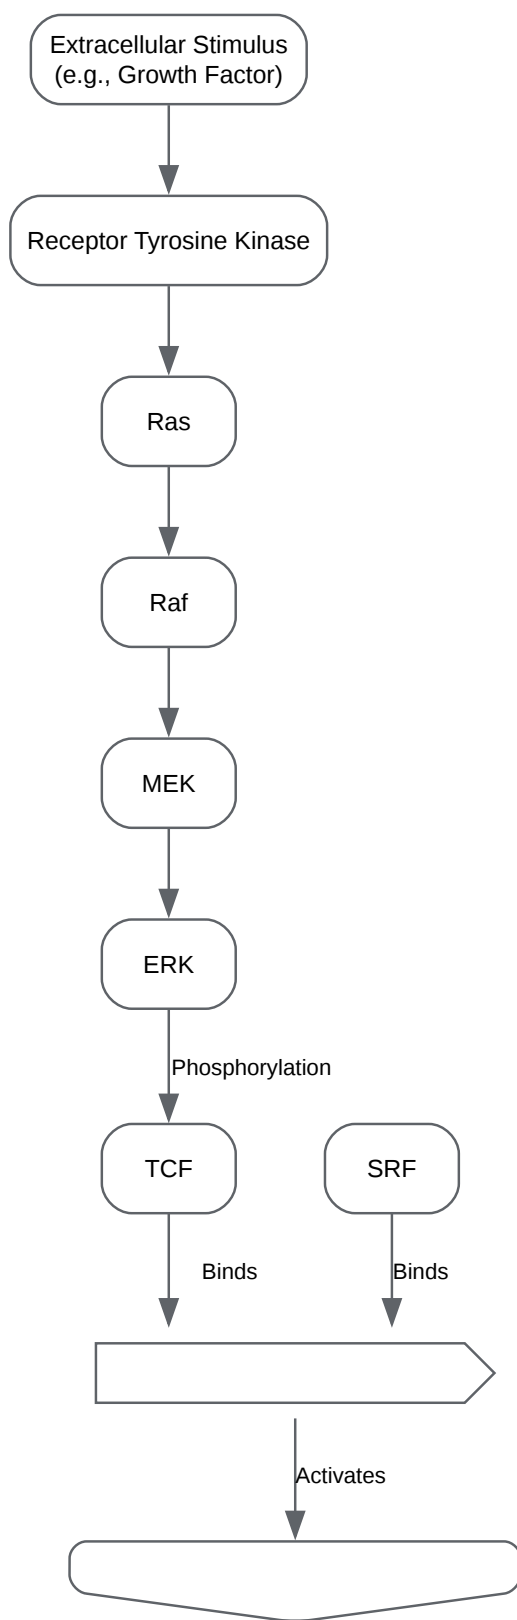 Extracellular Stimulus
(e.g., Growth Factor)
Receptor Tyrosine Kinase
Ras
Raf
MEK
ERK
Phosphorylation
TCF
SRF
Binds
Binds
Activates